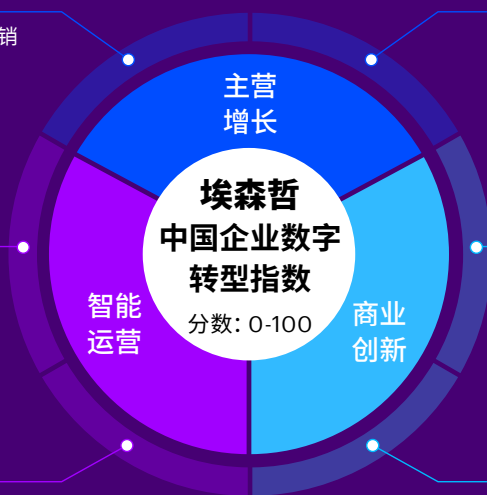 销
主营
增长
埃森哲
中国企业数字
转型指数
分数：0-100
智能
运营
商业
创新